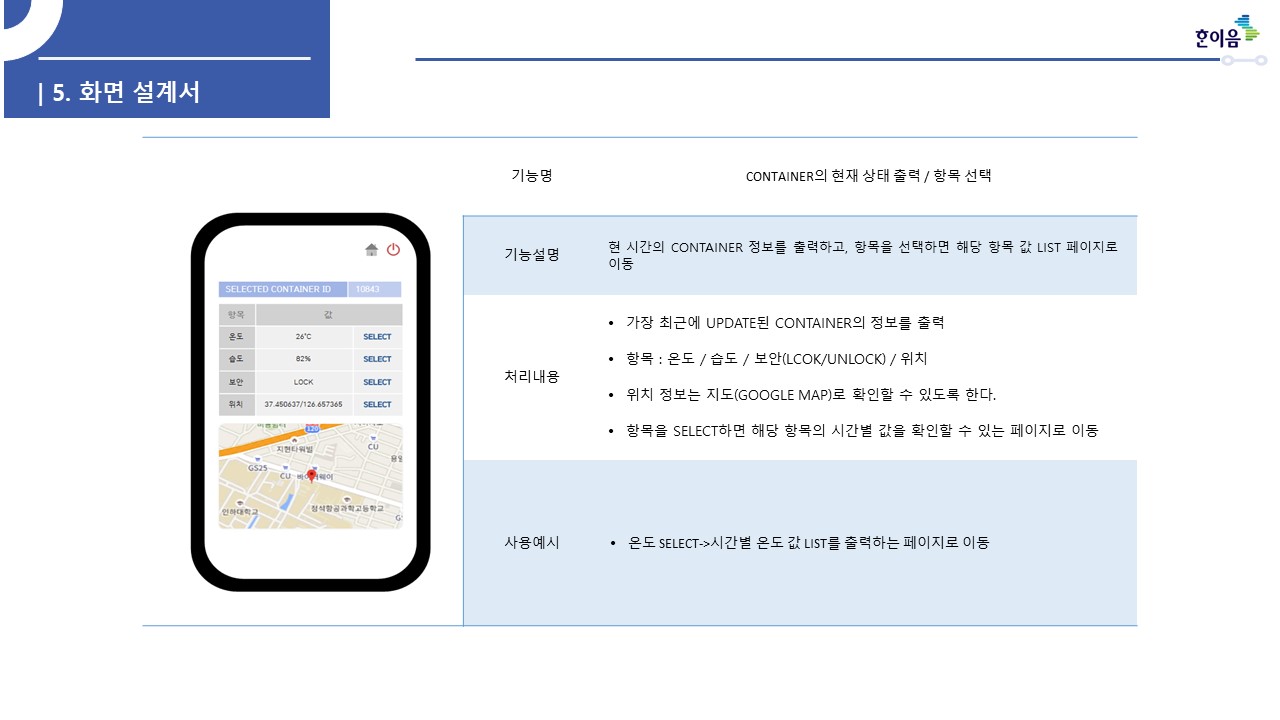 한이음
| 5. 화면 설계서
기능명
CONTAINER의 현재 상태 출력 / 항목 선택
기능설명
현 시간의 CONTAINER 정보를 출력하고, 항목을 선택하면 해당 항목 값 LIST 페이지로
이동
처리내용
• 가장 최근에 UPDATE된 CONTAINER의 정보를 출력
• 항목 : 온도 / 습도 / 보안(LCOK/UNLOCK) / 위치
• 위치 정보는 지도(GOOGLE MAP)로 확인할 수 있도록 한다.
• 항목을 SELECT하면 해당 항목의 시간별 값을 확인할 수 있는 페이지로 이동
사용예시
• 온도 SELECT->시간별 온도 값 LIST를 출력하는 페이지로 이동
SELECTED CONTAINER ID 10843
항목 값
온도 26°C SELECT
습도 82% SELECT
보안 LOCK SELECT
위치 37.450637/126.657365 SELECT
지현타워빌
CU
GS25
CU
인하대학교
정석항공과학고등학교